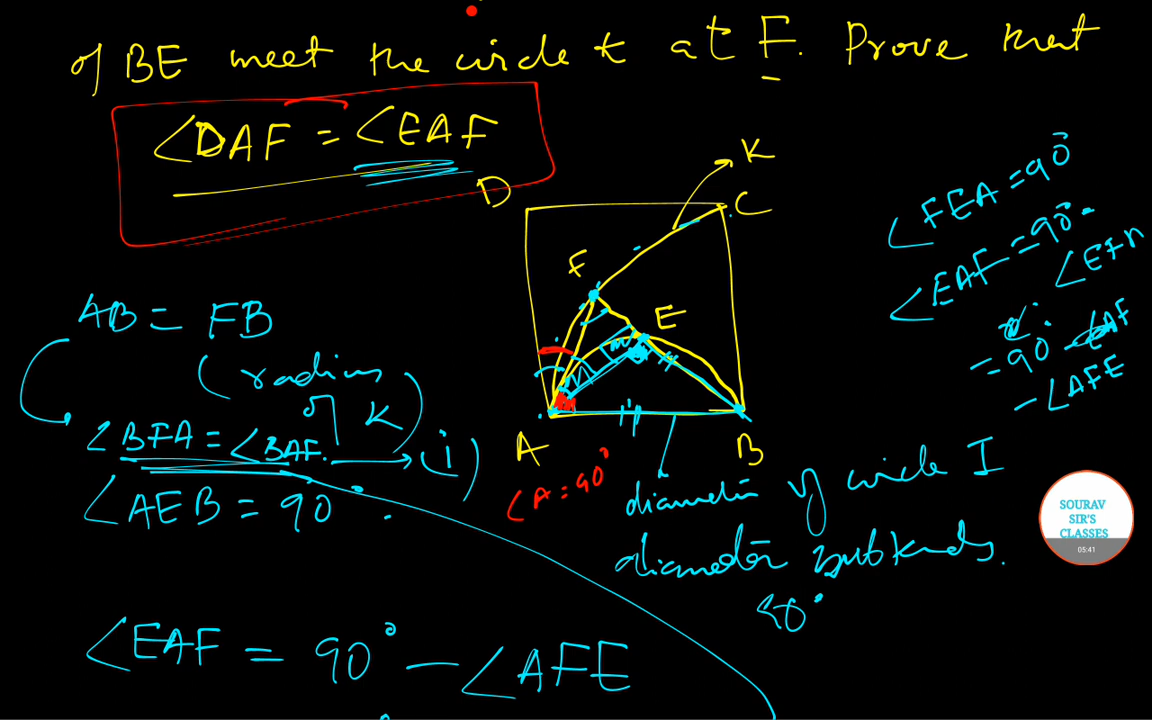 of BE meet the circle k at F. Prove that
∠DAF = ∠EAF
D
K
C
F
E
A
B
∠A = 90°
AB = FB
(radius
of K)
∠BFA = ∠BAF. → (i)
∠AEB = 90°.
∠EAF = 90° - ∠AFE
diameter of circle I
diameter subtends.
90°
∠FEA = 90°
∠EAF = 90° -
= 90°
- ∠AFE
SOURAV
SIR'S
CLASSES
05:41